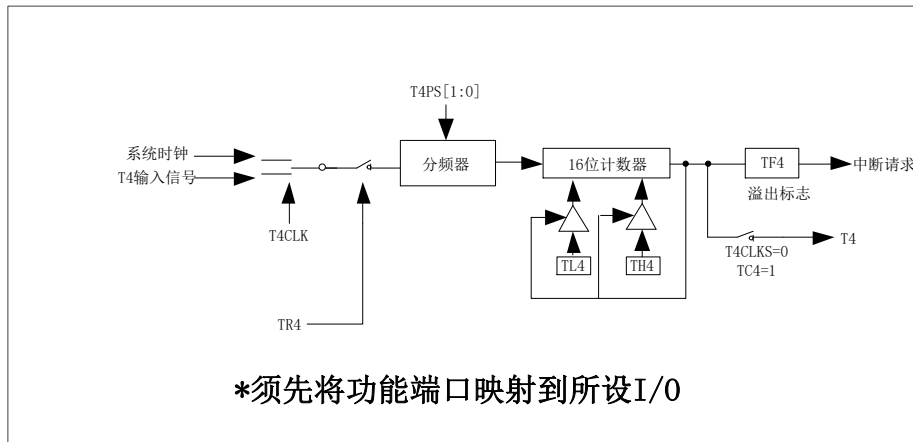 T4PS[1:0]
系统时钟
T4输入信号
分频器
16位计数器
TF4
中断请求
溢出标志
T4CLK
TL4
TH4
T4
T4CLKS=0
TC4=1
TR4
*须先将功能端口映射到所设I/O